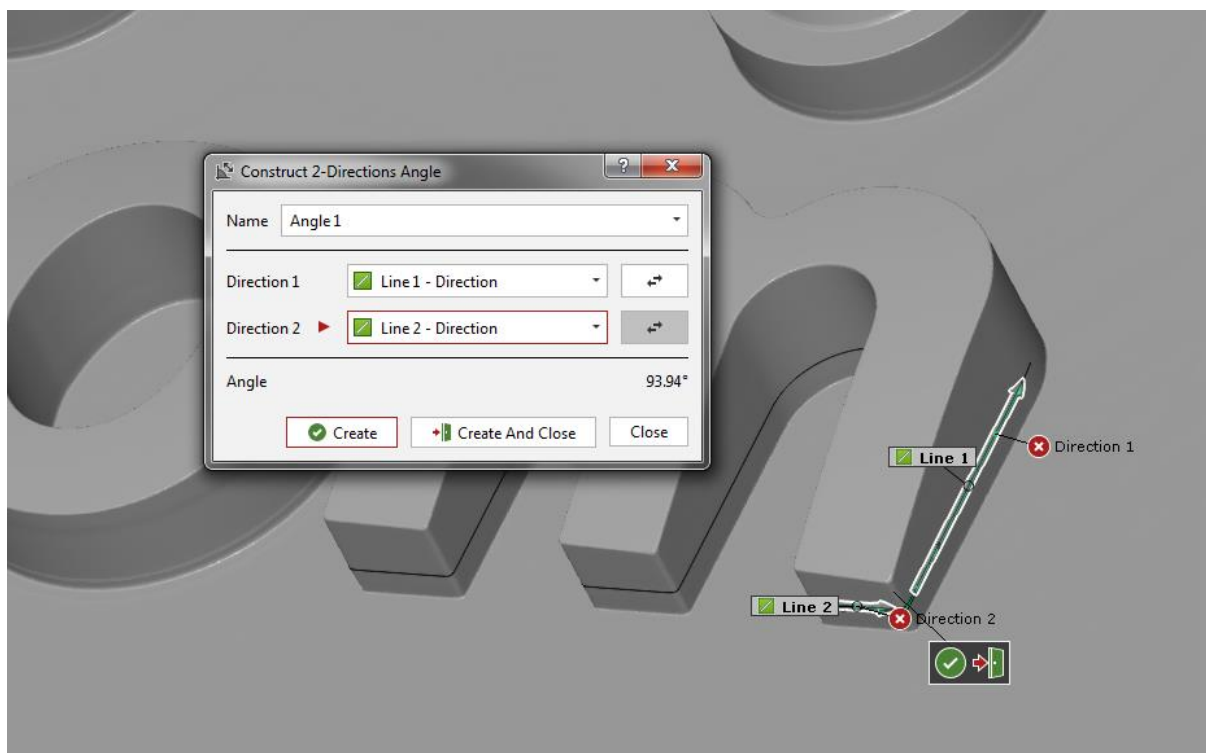 Construct 2-Directions Angle
?
X
Name Angle 1
Direction 1 Line 1 - Direction
Direction 2 Line 2 - Direction
Angle 93.94°
Create Create And Close Close
Direction 1
Line 1
Line 2
Direction 2